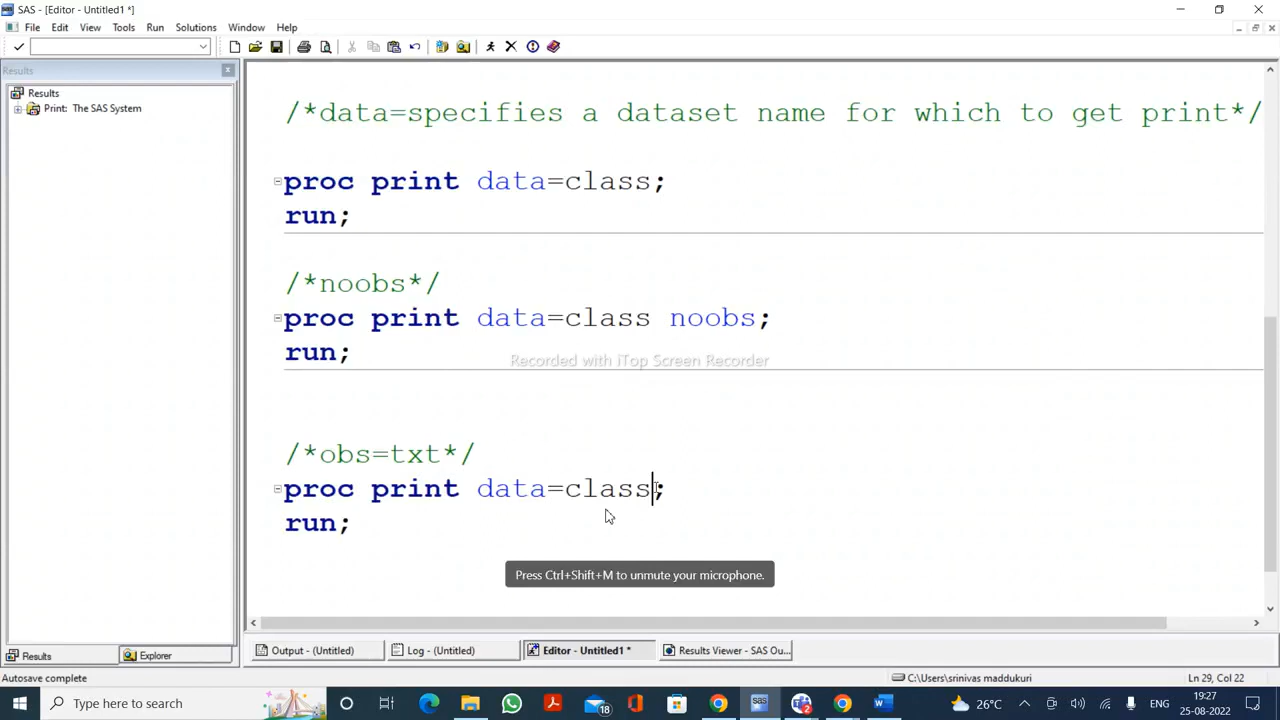 SAS - [Editor - Untitled1 *]
File Edit View Tools Run Solutions Window Help
Results x
Results
Print: The SAS System
/*data=specifies a dataset name for which to get print*/
proc print data=class;
run;
/*noobs*/
proc print data=class noobs;
run;
Recorded with iTop Screen Recorder
/*obs=txt*/
proc print data=class;
run;
Press Ctrl+Shift+M to unmute your microphone.
Results Explorer Output - (Untitled) Log - (Untitled) Editor - Untitled1 * Results Viewer - SAS Ou...
Autosave complete C:\Users\srinivas maddukuri Ln 29, Col 22
Type here to search 18 SAS 2 W 26°C ENG 19:27
25-08-2022